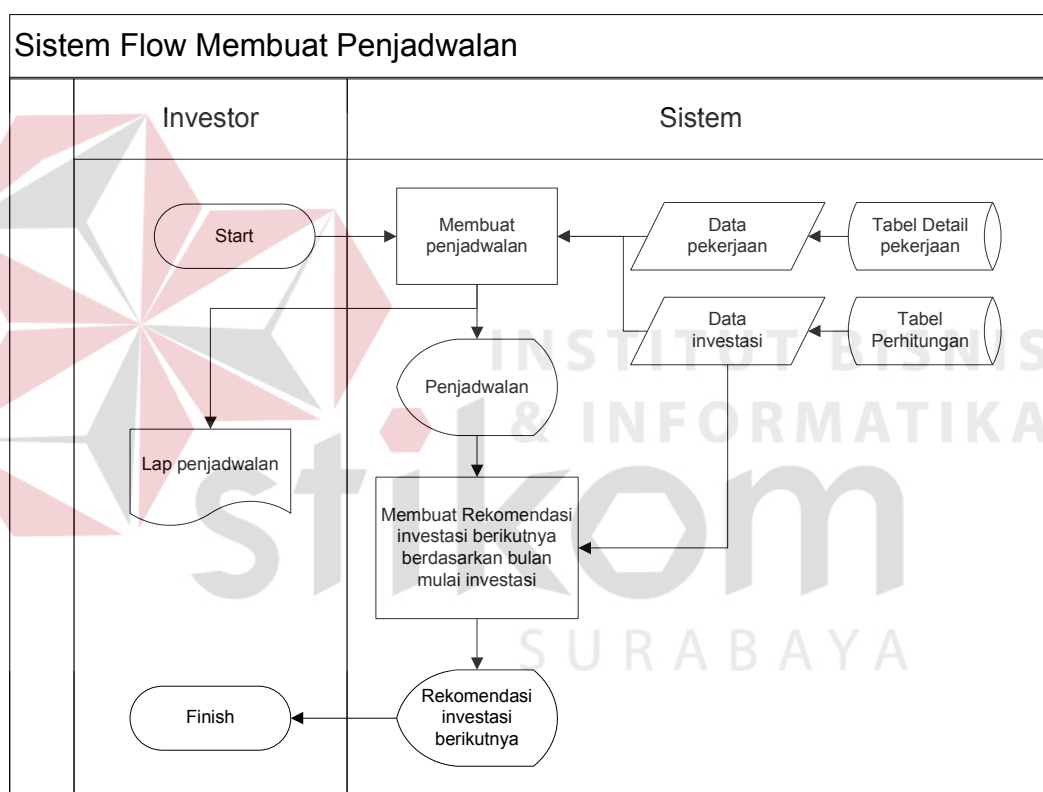 Sistem Flow Membuat Penjadwalan
Investor
Sistem
Start
Membuat
penjadwalan
Data
pekerjaan
Tabel Detail
pekerjaan
Data
investasi
Tabel
Perhitungan
Penjadwalan
Lap penjadwalan
Membuat Rekomendasi
investasi berikutnya
berdasarkan bulan
mulai investasi
Rekomendasi
investasi
berikutnya
Finish
INSTITUT BISNIS
& INFORMATIKA
stikom
SURABAYA